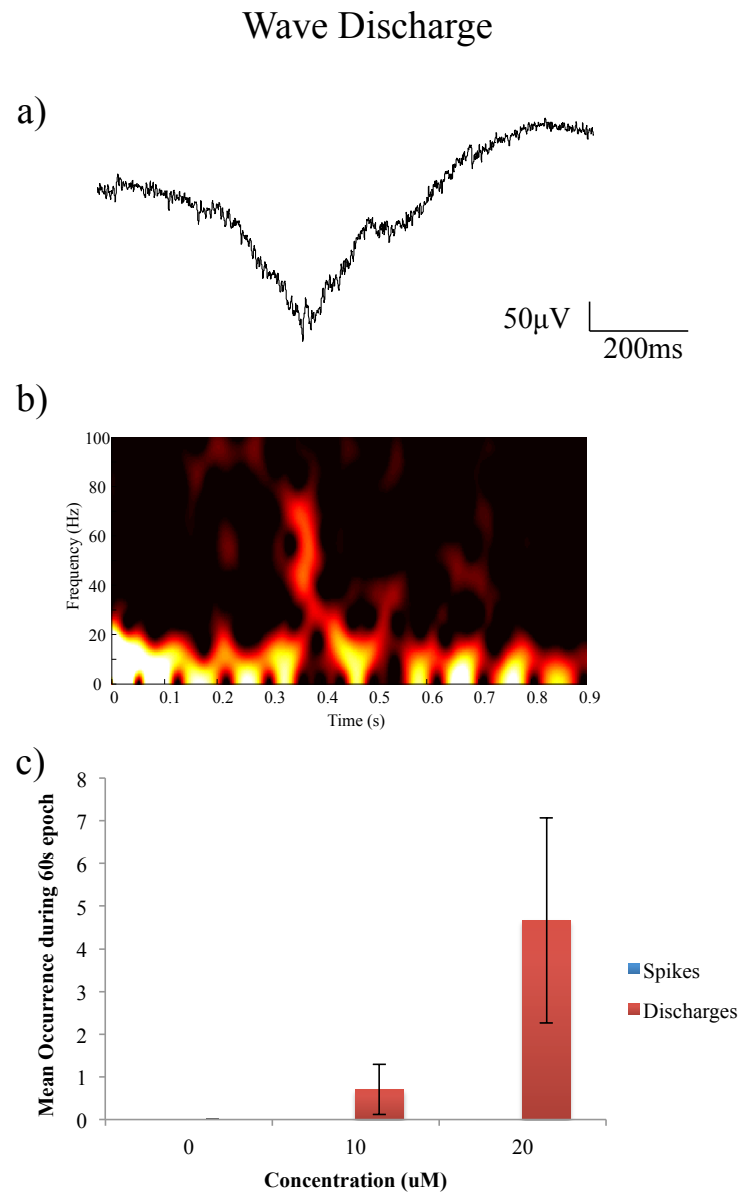 Wave Discharge
a)
50μV
200ms
b)
100
80
60
40
20
0
Frequency (Hz)
0 0.1 0.2 0.3 0.4 0.5 0.6 0.7 0.8 0.9
Time (s)
c)
8
7
6
5
4
3
2
1
0
Mean Occurrence during 60s epoch
0 10 20
Concentration (uM)
Spikes
Discharges